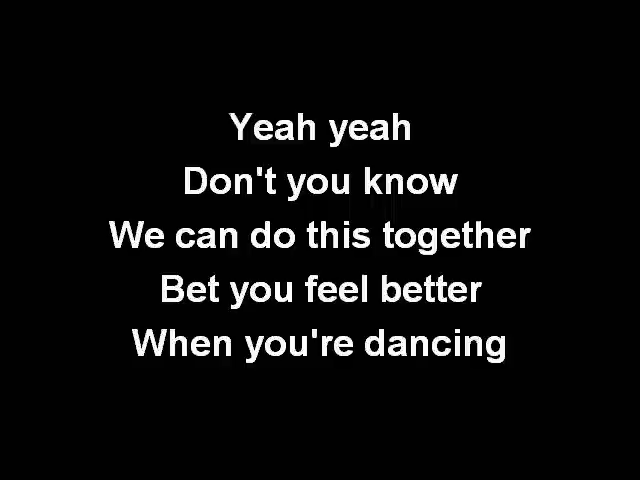 Yeah yeah
Don't you know
We can do this together
Bet you feel better
When you're dancing